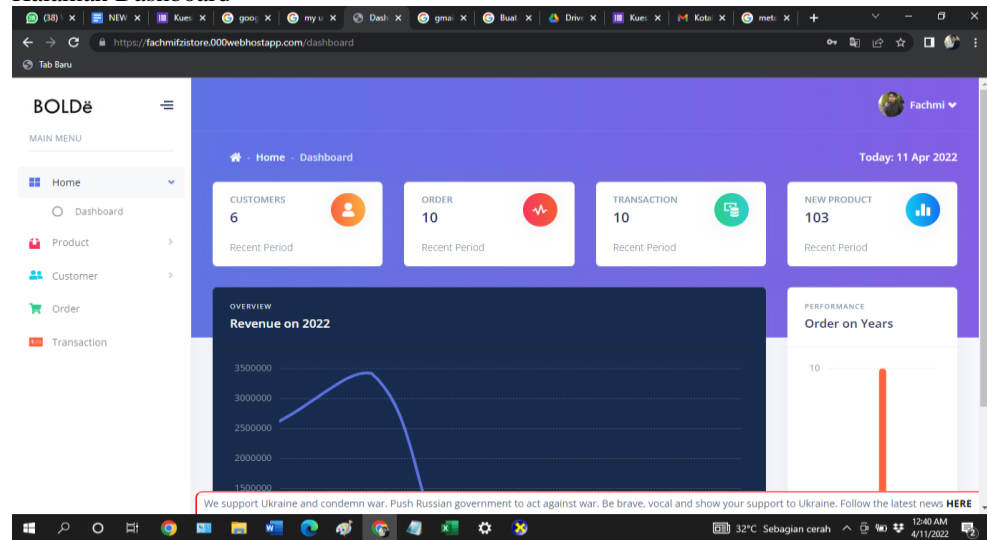 Halaman Dashboard
(38) \
NEW
Kues
goog
my u
Dash
gmai
Buat
Drive
Kues
Kota
meto
https://fachmifzistore.000webhostapp.com/dashboard
Tab Baru
BOLDë
MAIN MENU
Home
Dashboard
Product
Customer
Order
Transaction
Fachmi
Home - Dashboard
Today: 11 Apr 2022
CUSTOMERS
6
Recent Period
ORDER
10
Recent Period
TRANSACTION
10
Recent Period
NEW PRODUCT
103
Recent Period
OVERVIEW
Revenue on 2022
3500000
3000000
2500000
2000000
1500000
PERFORMANCE
Order on Years
10
We support Ukraine and condemn war. Push Russian government to act against war. Be brave, vocal and show your support to Ukraine. Follow the latest news HERE
32°C Sebagian cerah
12:40 AM
4/11/2022